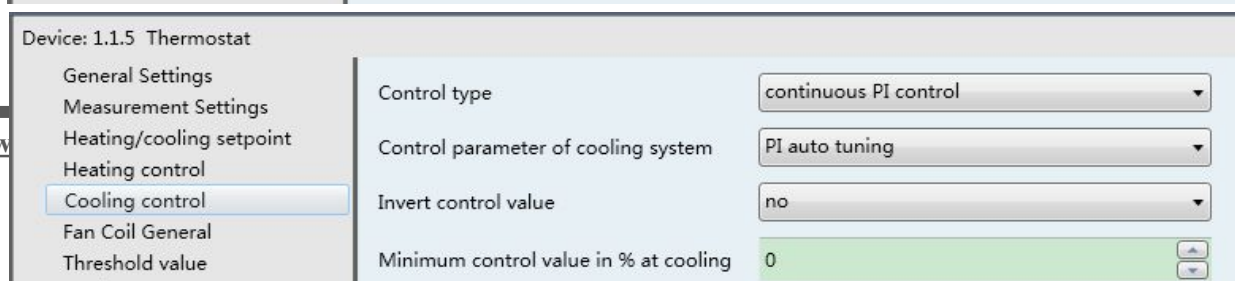 Device: 1.1.5 Thermostat
General Settings
Measurement Settings
Heating/cooling setpoint
Heating control
Cooling control
Fan Coil General
Threshold value
Control type
continuous PI control
Control parameter of cooling system
PI auto tuning
Invert control value
no
Minimum control value in % at cooling
0